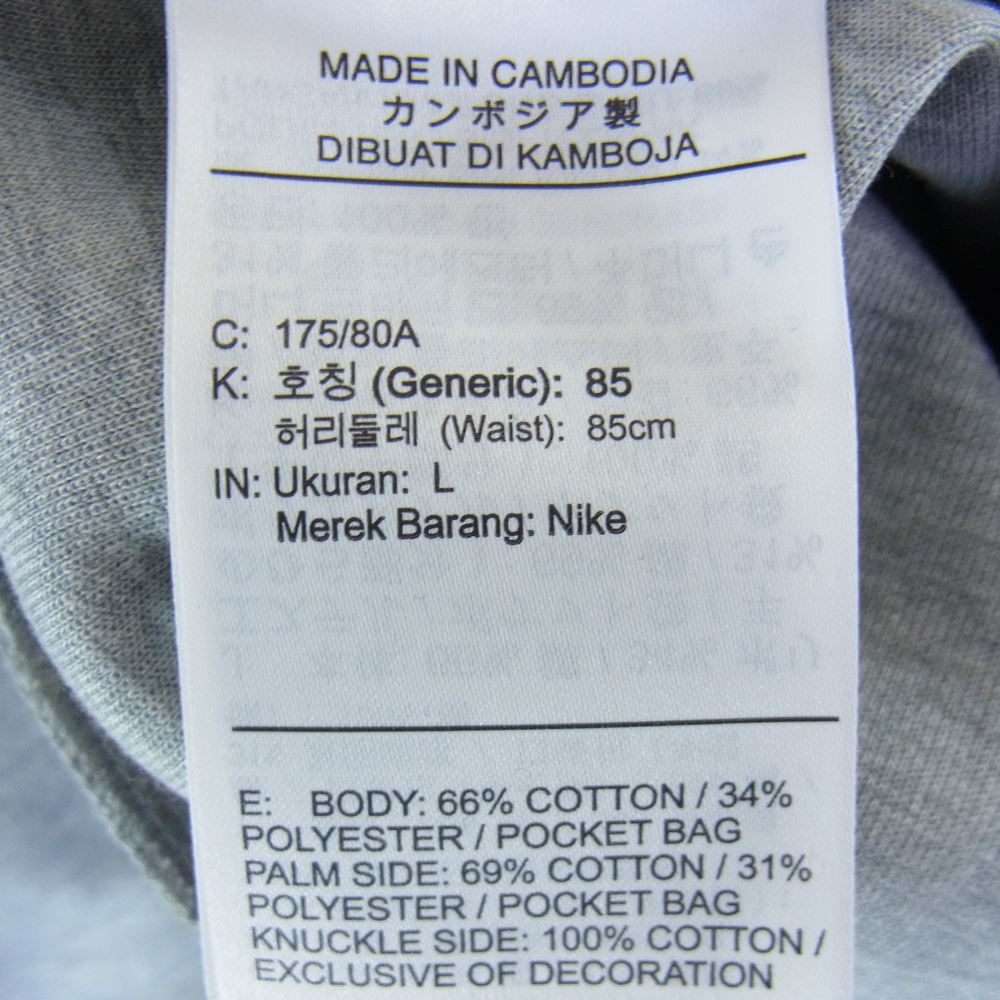 MADE IN CAMBODIA
カンボジア製
DIBUAT DI KAMBOJA
C: 175/80A
K: 호칭 (Generic): 85
허리둘레 (Waist): 85cm
IN: Ukuran: L
Merek Barang: Nike
E: BODY: 66% COTTON / 34%
POLYESTER / POCKET BAG
PALM SIDE: 69% COTTON / 31%
POLYESTER / POCKET BAG
KNUCKLE SIDE: 100% COTTON /
EXCLUSIVE OF DECORATION